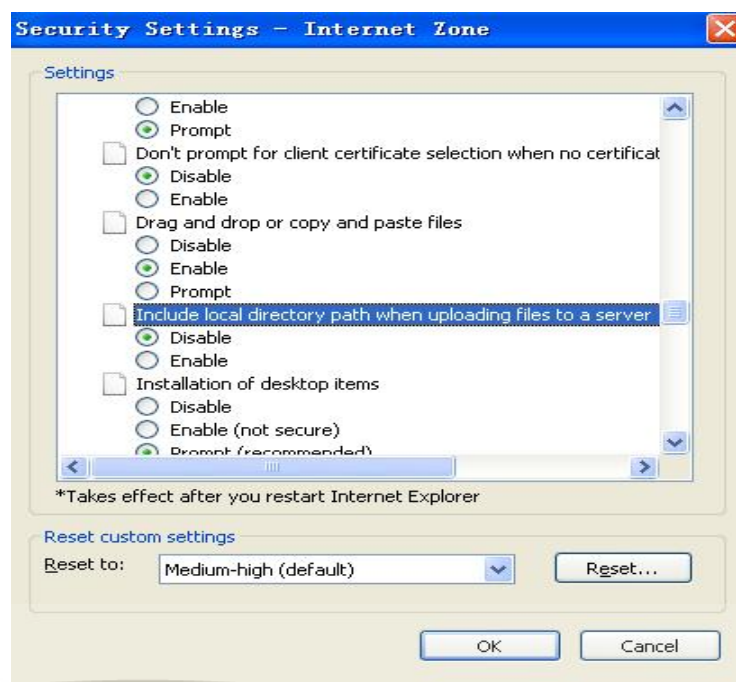 Security Settings - Internet Zone
Settings
Enable
Prompt
Don't prompt for client certificate selection when no certificat
Disable
Enable
Drag and drop or copy and paste files
Disable
Enable
Prompt
Include local directory path when uploading files to a server
Disable
Enable
Installation of desktop items
Disable
Enable (not secure)
Prompt (recommended)
*Takes effect after you restart Internet Explorer
Reset custom settings
Reset to: Medium-high (default) Reset...
OK Cancel